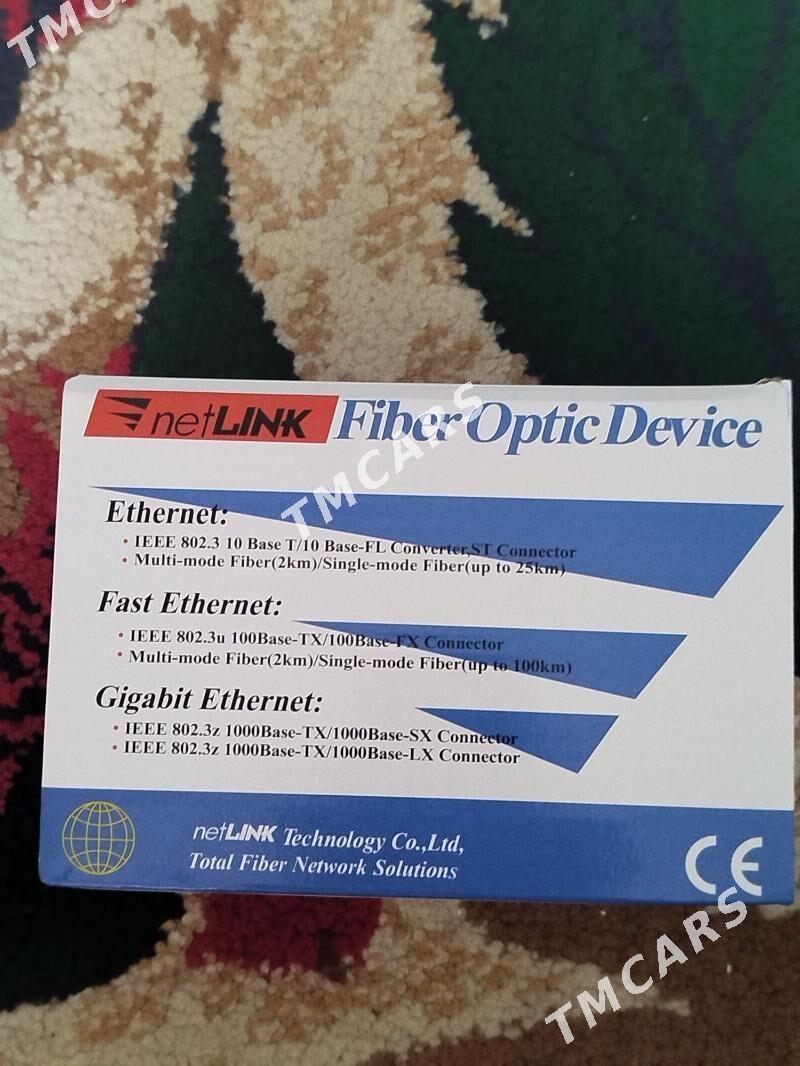 TMCARS
netLINK Fiber Optic Device
TMCARS
Ethernet:
• IEEE 802.3 10 Base T/10 Base-FL Converter,ST Connector
• Multi-mode Fiber(2km)/Single-mode Fiber(up to 25km)
Fast Ethernet:
• IEEE 802.3u 100Base-TX/100Base-FX Connector
• Multi-mode Fiber(2km)/Single-mode Fiber(up to 100km)
Gigabit Ethernet:
• IEEE 802.3z 1000Base-TX/1000Base-SX Connector
• IEEE 802.3z 1000Base-TX/1000Base-LX Connector
netLINK Technology Co.,Ltd,
Total Fiber Network Solutions
CE
TMCARS